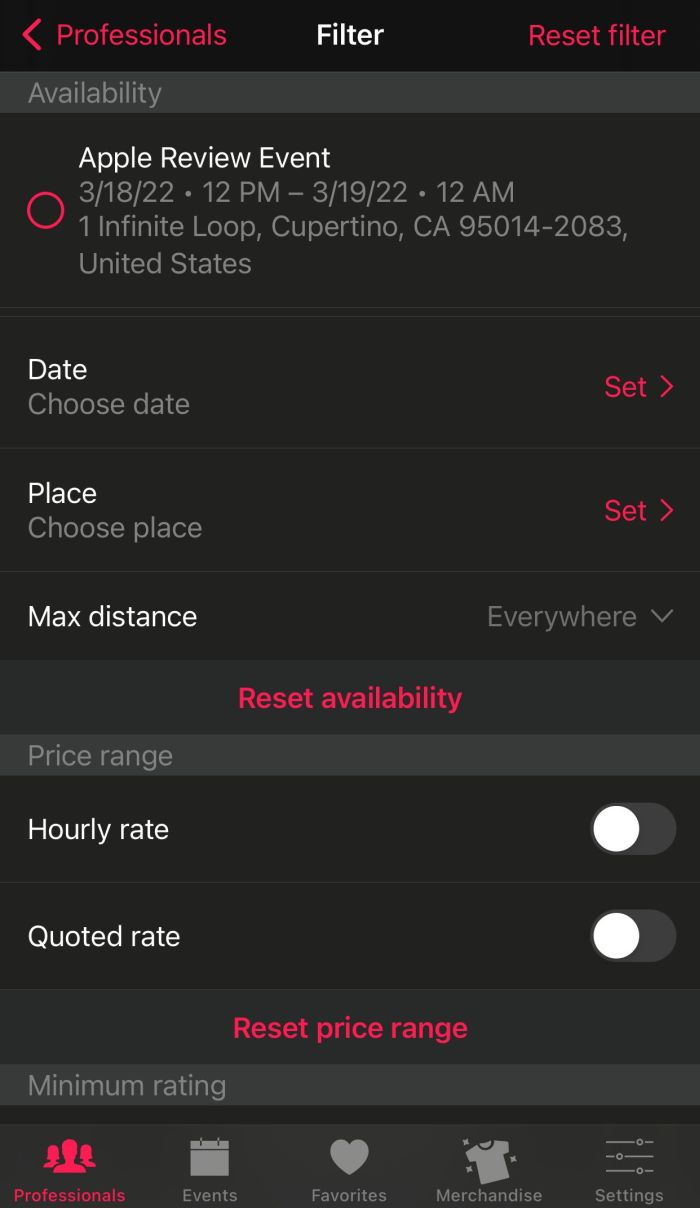 Professionals Filter Reset filter
Availability
Apple Review Event
3/18/22 • 12 PM – 3/19/22 • 12 AM
1 Infinite Loop, Cupertino, CA 95014-2083,
United States
Date
Choose date
Set
Place
Choose place
Set
Max distance Everywhere
Reset availability
Price range
Hourly rate
Quoted rate
Reset price range
Minimum rating
Professionals Events Favorites Merchandise Settings